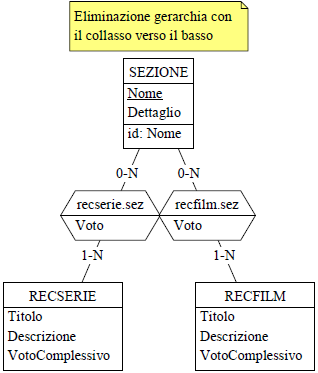 Eliminazione gerarchia con
il collasso verso il basso
SEZIONE
Nome
Dettaglio
id: Nome
0-N
0-N
recserie.sez
recfilm.sez
Voto
Voto
1-N
1-N
RECSERIE
RECFILM
Titolo
Titolo
Descrizione
Descrizione
VotoComplessivo
VotoComplessivo